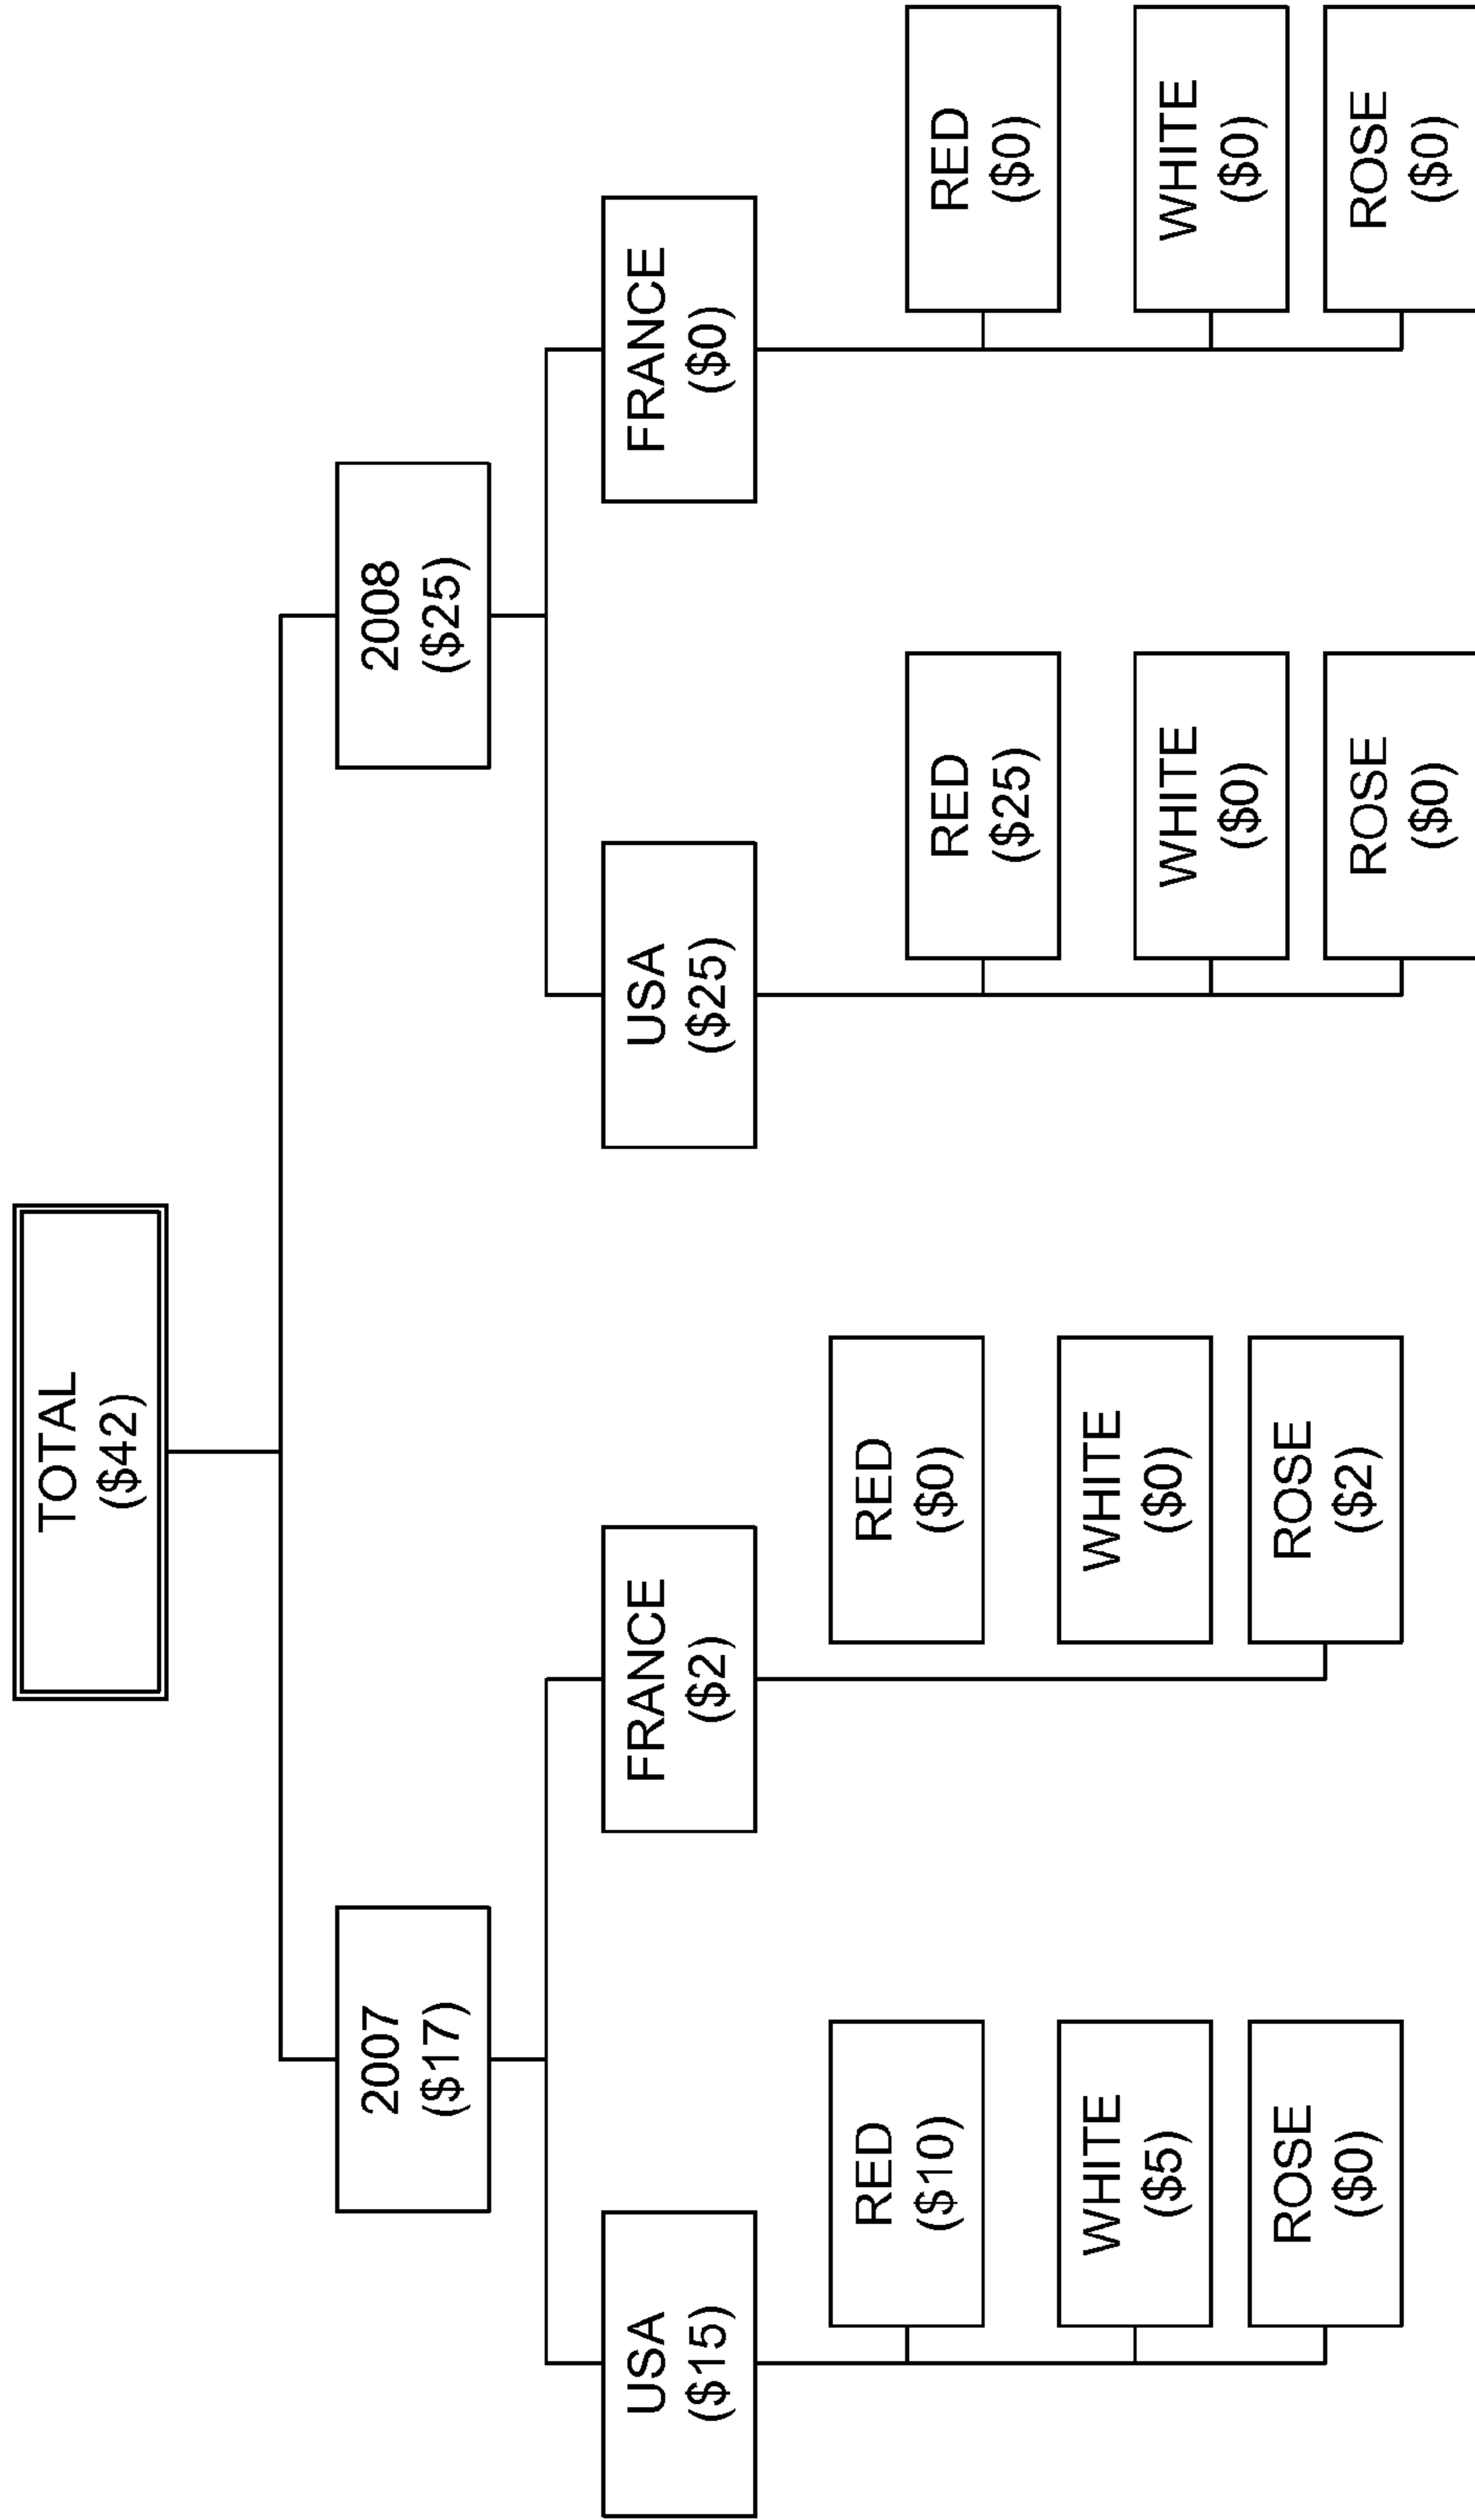 TOTAL
($42)
2007
($17)
2008
($25)
USA
($15)
FRANCE
($2)
USA
($25)
FRANCE
($0)
RED
($10)
WHITE
($5)
ROSE
($0)
RED
($0)
WHITE
($0)
ROSE
($2)
RED
($25)
WHITE
($0)
ROSE
($0)
RED
($0)
WHITE
($0)
ROSE
($0)